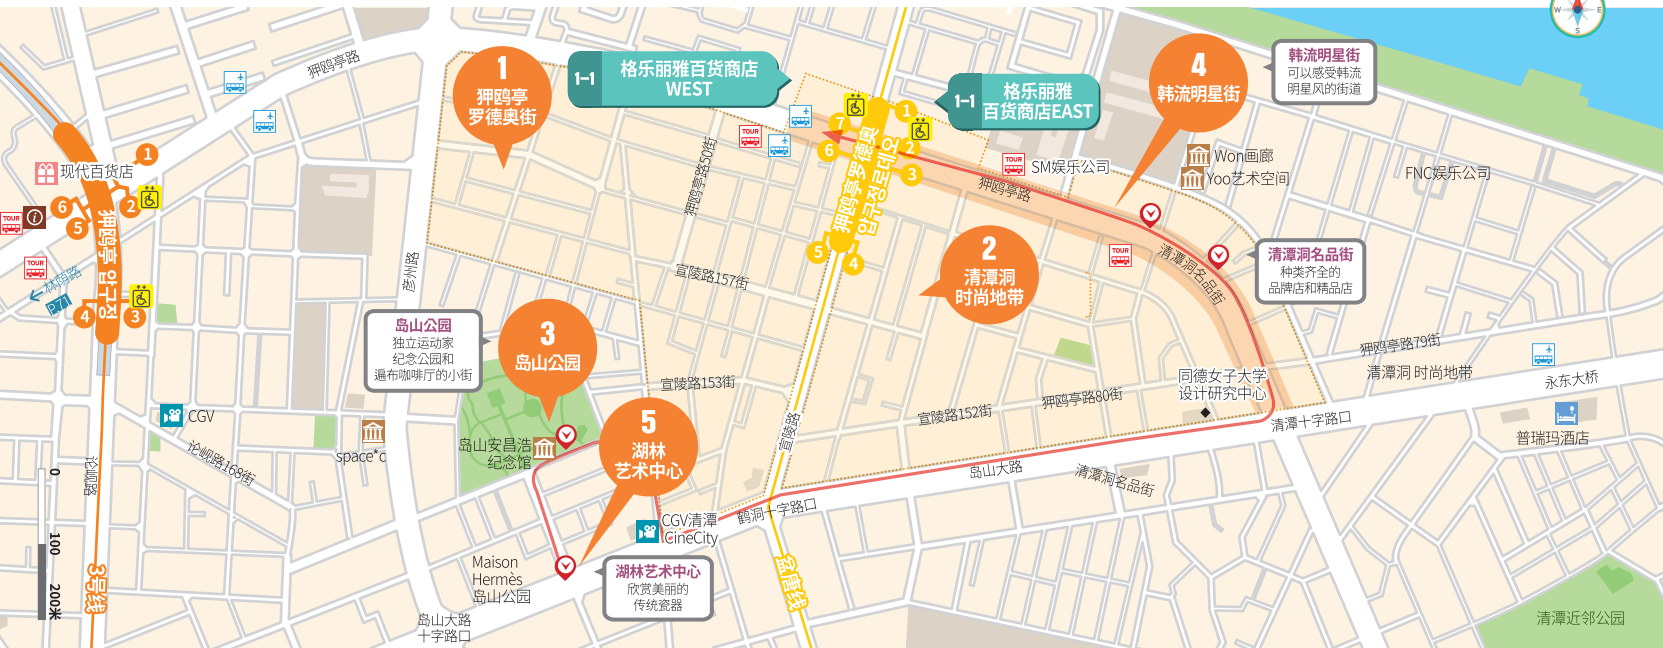 W
E
S
狎鸥亭路
1
狎鸥亭
罗德奥街
1-1
格乐丽雅百货商店
WEST
1-1
格乐丽雅
百货商店EAST
4
韩流明星街
韩流明星街
可以感受韩流
明星风的街道
TOUR
7
6
1
2
3
5
4
狎鸥亭罗德奥
압구정로데오
狎鸥亭路50街
TOUR
SM娱乐公司
狎鸥亭路
Won画廊
Yoo艺术空间
FNC娱乐公司
现代百货店
1
2
6
5
4
3
狎鸥亭 압구정
TOUR
i
TOUR
林荫路
P.71
彦州路
宣陵路157街
2
清潭洞
时尚地带
TOUR
清潭洞名品街
清潭洞名品街
种类齐全的
品牌店和精品店
岛山公园
独立运动家
纪念公园和
遍布咖啡厅的小街
3
岛山公园
宣陵路153街
宣陵路
宣陵路152街
狎鸥亭路80街
狎鸥亭路79街
清潭洞 时尚地带
永东大桥
同德女子大学
设计研究中心
清潭十字路口
普瑞玛酒店
CGV
论岘路168街
论岘路
space*c
岛山安昌浩
纪念馆
5
湖林
艺术中心
岛山大路
清潭洞名品街
鹤洞十字路口
CGV清潭
CineCity
Maison
Hermès
岛山公园
湖林艺术中心
欣赏美丽的
传统瓷器
岛山大路
十字路口
盆唐线
3号线
0
100
200米
清潭近邻公园